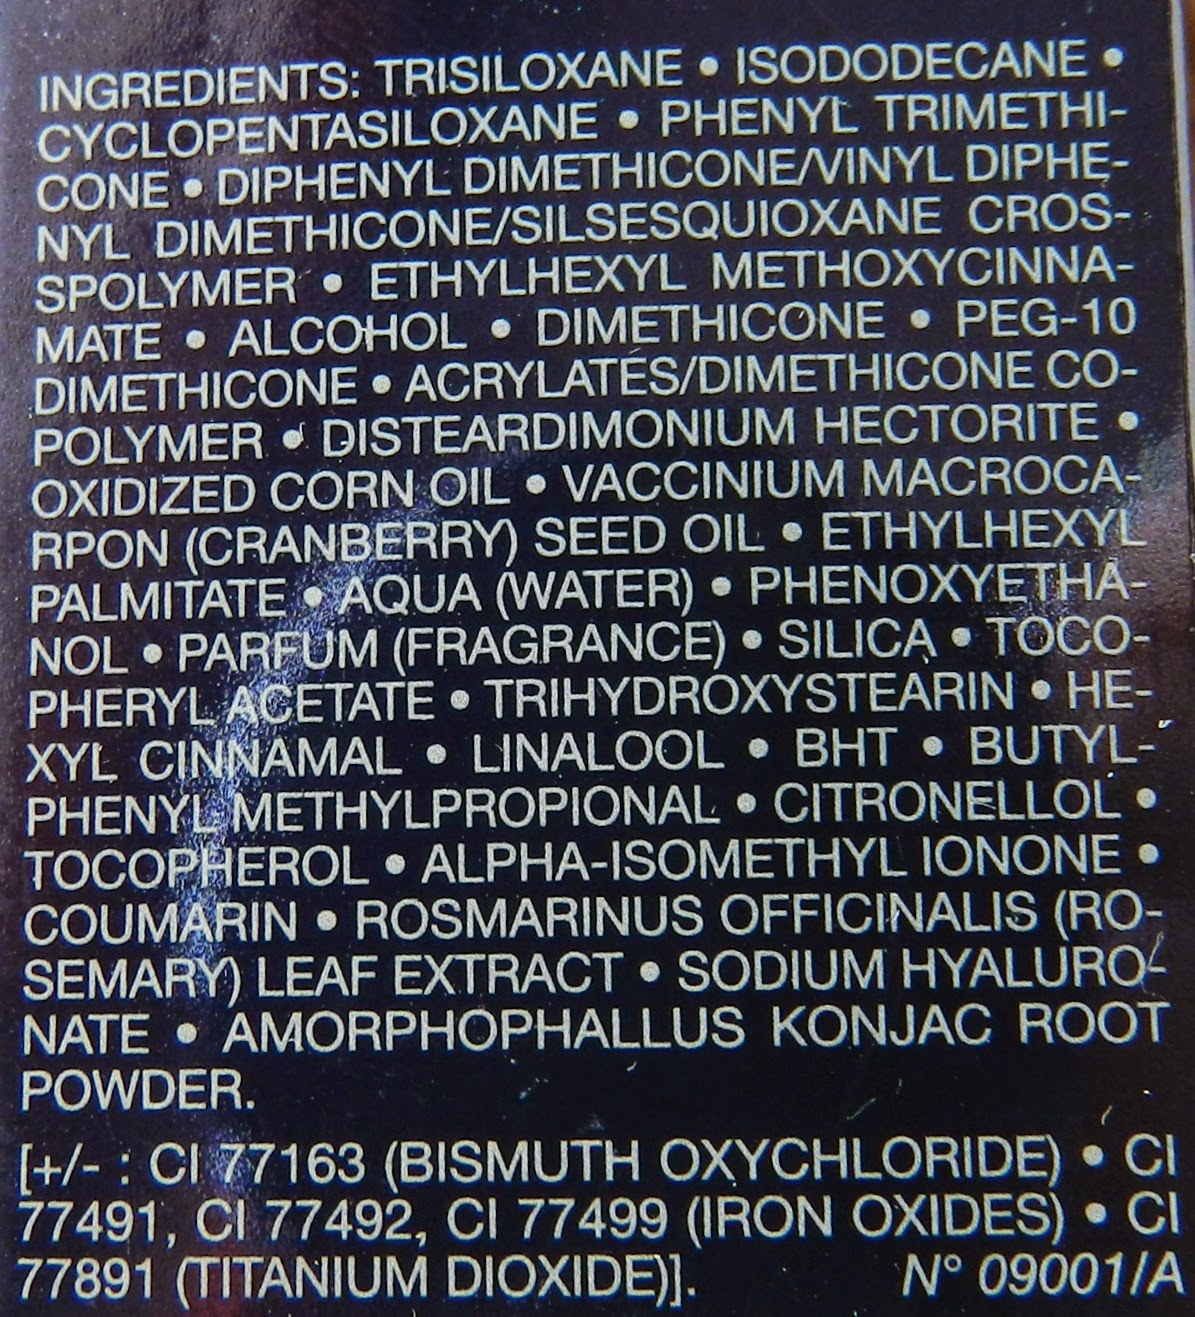 INGREDIENTS: TRISILOXANE • ISODODECANE •
CYCLOPENTASILOXANE • PHENYL TRIMETHI-
CONE • DIPHENYL DIMETHICONE/VINYL DIPHE-
NYL DIMETHICONE/SILSESQUIOXANE CROS-
SPOLYMER • ETHYLHEXYL METHOXYCINNA-
MATE • ALCOHOL • DIMETHICONE • PEG-10
DIMETHICONE • ACRYLATES/DIMETHICONE CO-
POLYMER • DISTEARDIMONIUM HECTORITE •
OXIDIZED CORN OIL • VACCINIUM MACROCA-
RPON (CRANBERRY) SEED OIL • ETHYLHEXYL
PALMITATE • AQUA (WATER) • PHENOXYETHA-
NOL • PARFUM (FRAGRANCE) • SILICA • TOCO-
PHERYL ACETATE • TRIHYDROXYSTEARIN • HE-
XYL CINNAMAL • LINALOOL • BHT • BUTYL-
PHENYL METHYLPROPIONAL • CITRONELLOL •
TOCOPHEROL • ALPHA-ISOMETHYL IONONE •
COUMARIN • ROSMARINUS OFFICINALIS (RO-
SEMARY) LEAF EXTRACT • SODIUM HYALURO-
NATE • AMORPHOPHALLUS KONJAC ROOT
POWDER.
[+/- : CI 77163 (BISMUTH OXYCHLORIDE) • CI
77491, CI 77492, CI 77499 (IRON OXIDES) • CI
77891 (TITANIUM DIOXIDE)]. N° 09001/A